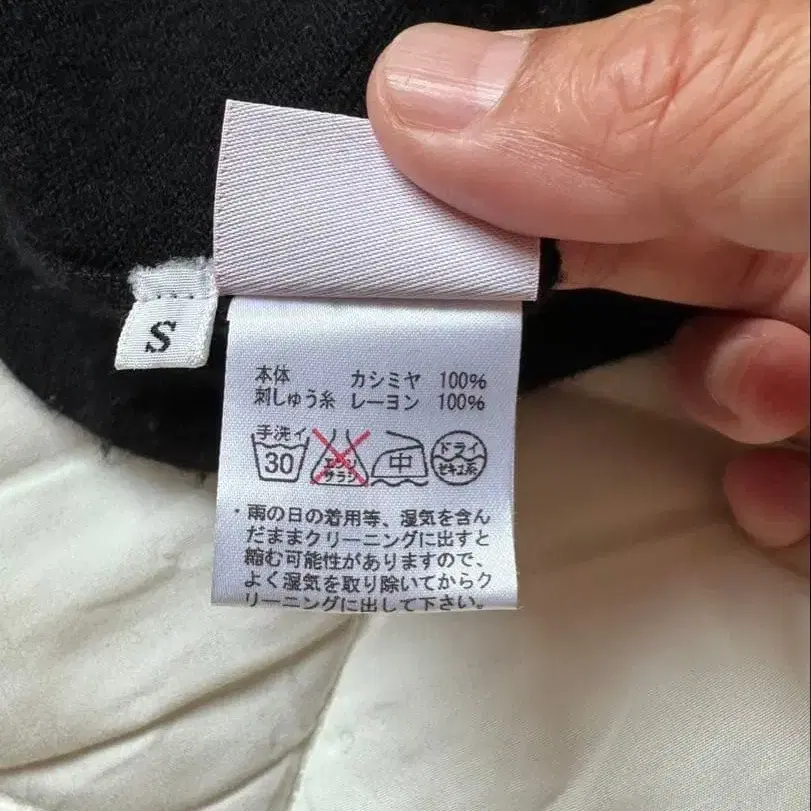 S
本体 カシミヤ 100%
刺しゅう糸 レーヨン 100%
手洗イ
30
エンソ
サラシ
中
ドライ
セキユ系
・雨の日の着用等、湿気を含ん
だままクリーニングに出すと
縮む可能性がありますので、
よく湿気を取り除いてからク
リーニングに出して下さい。